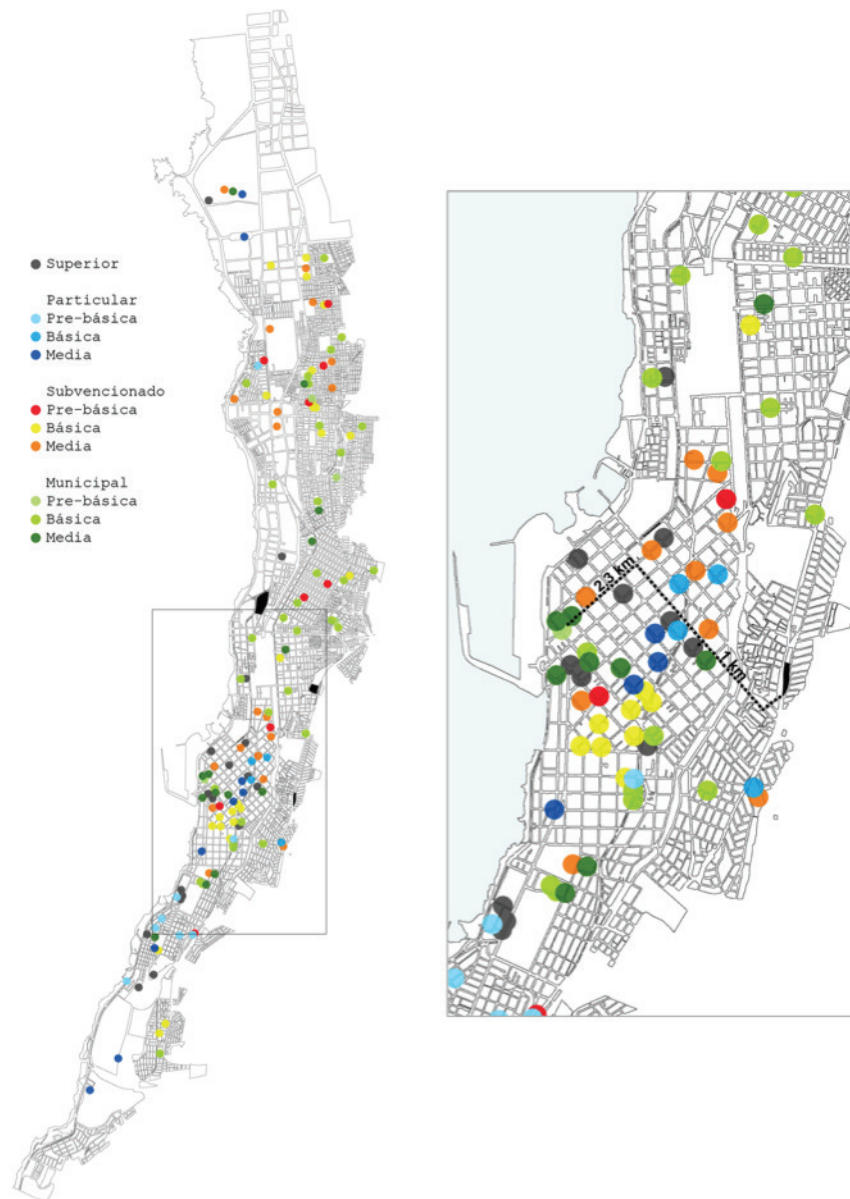 Superior
Particular
Pre-básica
Básica
Media
Subvencionado
Pre-básica
Básica
Media
Municipal
Pre-básica
Básica
Media
2,3 km.
1 km.